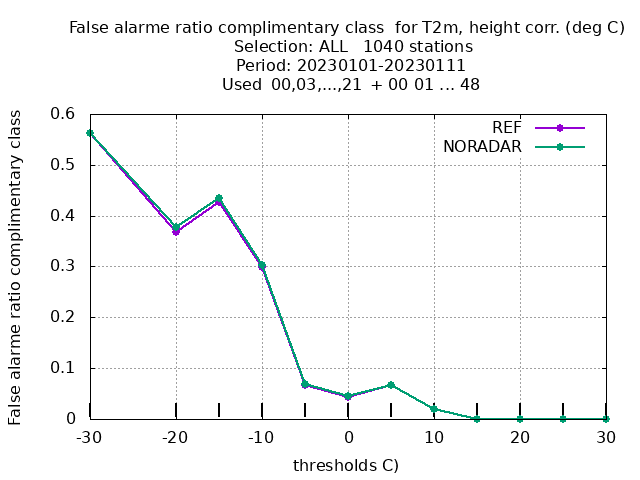 False alarme ratio complimentary class  for T2m, height corr. (deg C)
Selection: ALL   1040 stations
Period: 20230101-20230111
Used  00,03,...,21  + 00 01 ... 48
False alarme ratio complimentary class
REF
NORADAR
0.6
0.5
0.4
0.3
0.2
0.1
0
-30
-20
-10
0
10
20
30
thresholds C)